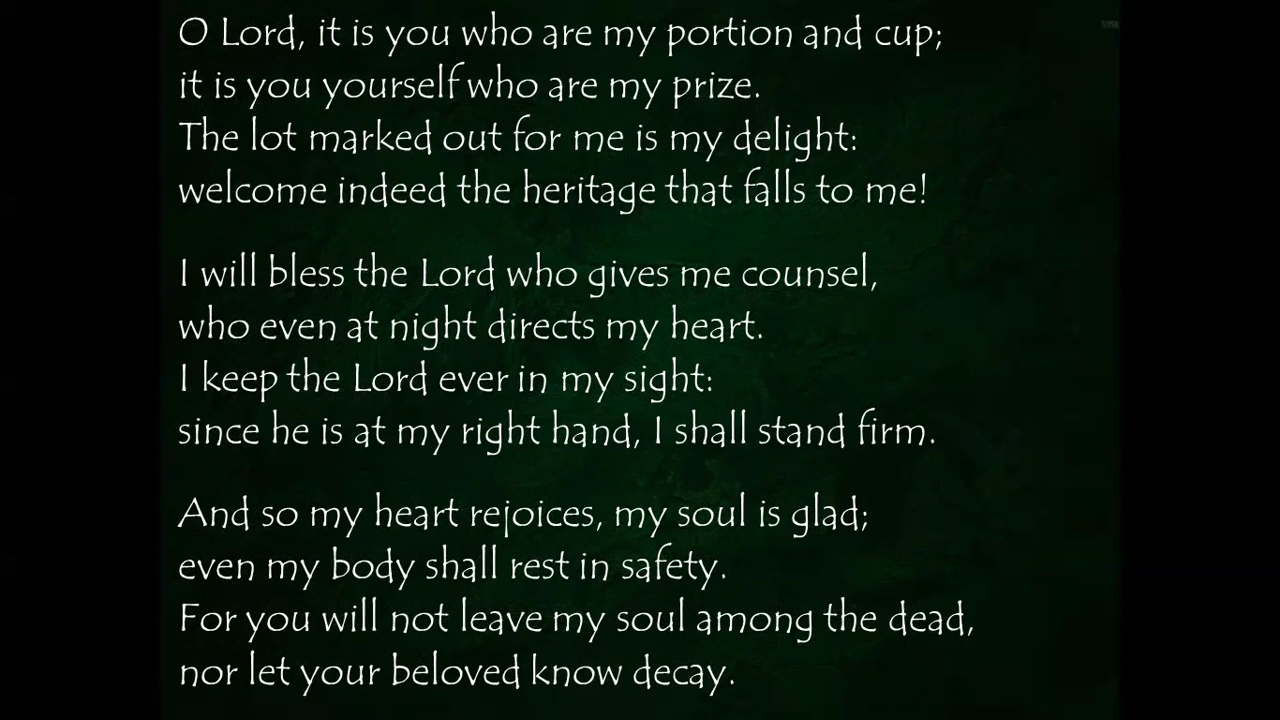 O Lord, it is you who are my portion and cup;
it is you yourself who are my prize.
The lot marked out for me is my delight:
welcome indeed the heritage that falls to me!
I will bless the Lord who gives me counsel,
who even at night directs my heart.
I keep the Lord ever in my sight:
since he is at my right hand, I shall stand firm.
And so my heart rejoices, my soul is glad;
even my body shall rest in safety.
For you will not leave my soul among the dead,
nor let your beloved know decay.